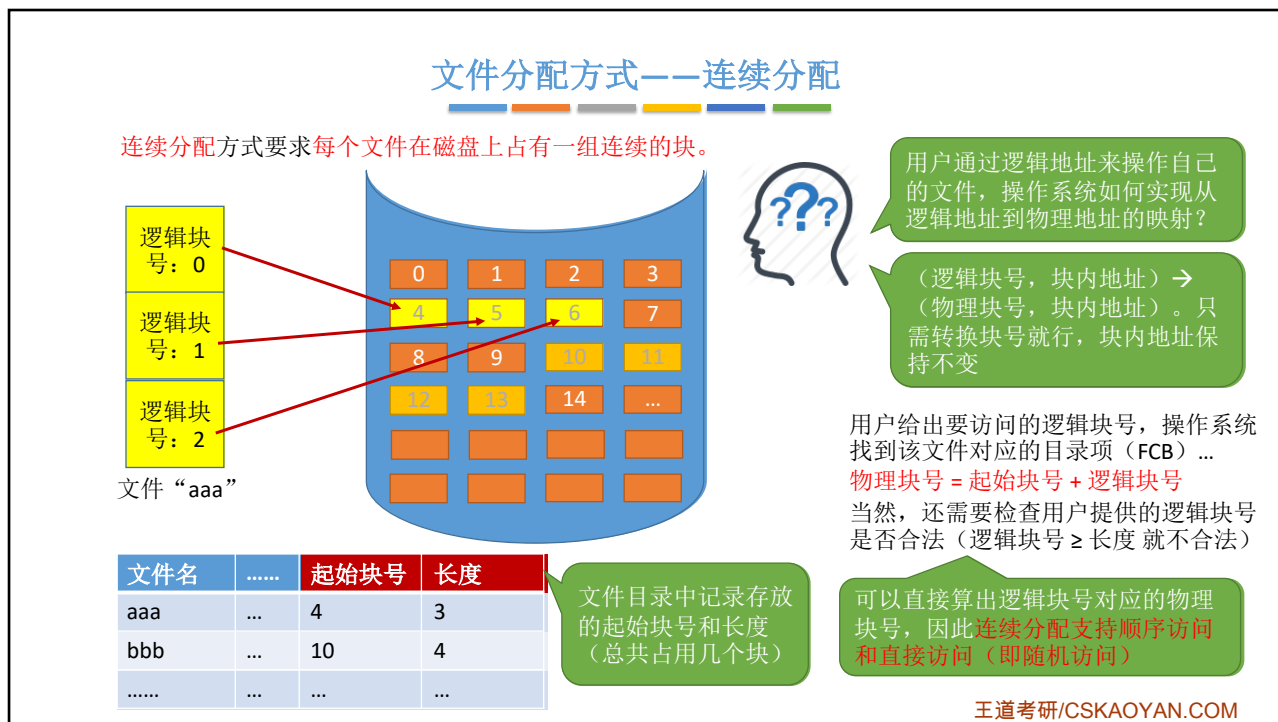 文件分配方式——连续分配
连续分配方式要求每个文件在磁盘上占有一组连续的块。
逻辑块
号：0
逻辑块
号：1
逻辑块
号：2
文件“aaa”
0 1 2 3
4 5 6 7
8 9 10 11
12 13 14 ...
???
用户通过逻辑地址来操作自己
的文件，操作系统如何实现从
逻辑地址到物理地址的映射？
（逻辑块号，块内地址）→
（物理块号，块内地址）。只
需转换块号就行，块内地址保
持不变
用户给出要访问的逻辑块号，操作系统
找到该文件对应的目录项（FCB）...
物理块号 = 起始块号 + 逻辑块号
当然，还需要检查用户提供的逻辑块号
是否合法（逻辑块号 ≥ 长度 就不合法）
可以直接算出逻辑块号对应的物理
块号，因此连续分配支持顺序访问
和直接访问（即随机访问）
文件名 ...... 起始块号 长度
aaa ... 4 3
bbb ... 10 4
...... ... ... ...
文件目录中记录存放
的起始块号和长度
（总共占用几个块）
王道考研/CSKAOYAN.COM